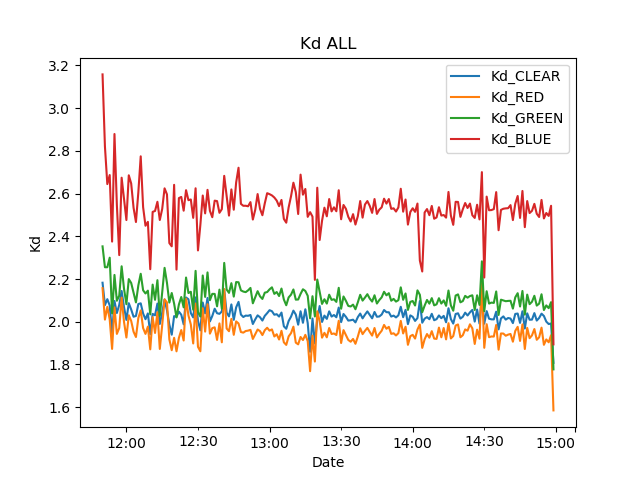 Kd ALL
Kd_CLEAR
Kd_RED
Kd_GREEN
Kd_BLUE
3.2
3.0
2.8
2.6
2.4
2.2
2.0
1.8
1.6
Kd
12:00 12:30 13:00 13:30 14:00 14:30 15:00
Date